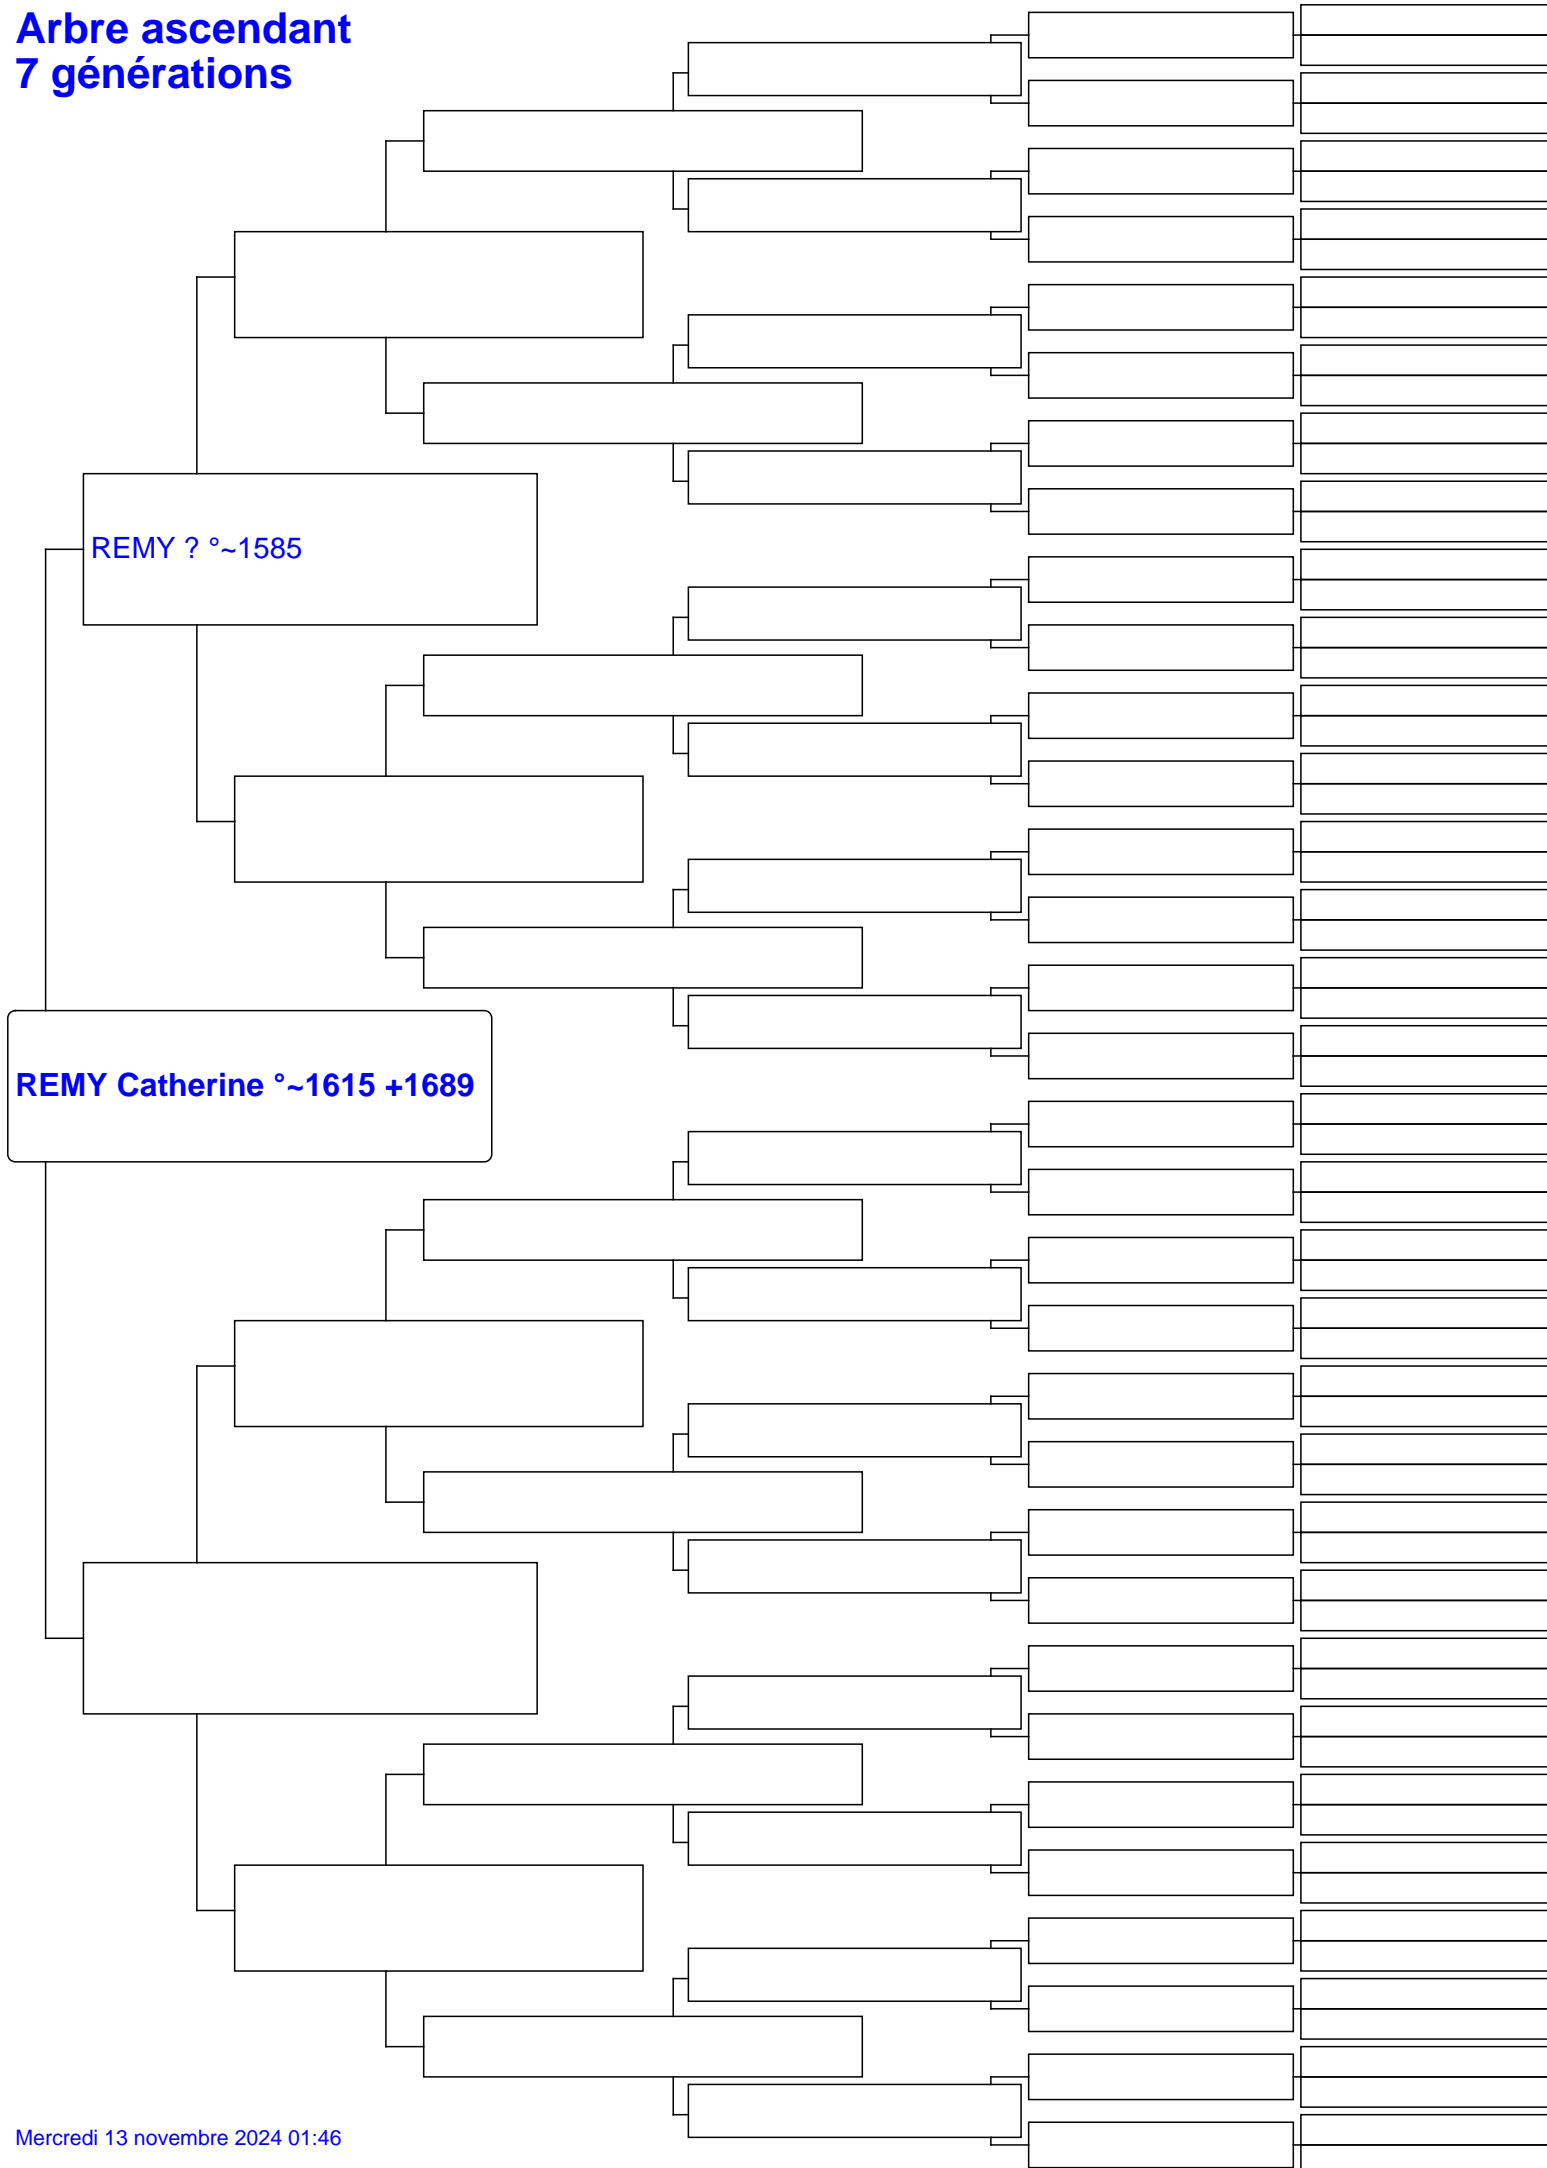 Arbre ascendant
7 générations
REMY ? °~1585
REMY Catherine °~1615 +1689
Mercredi 13 novembre 2024 01:46